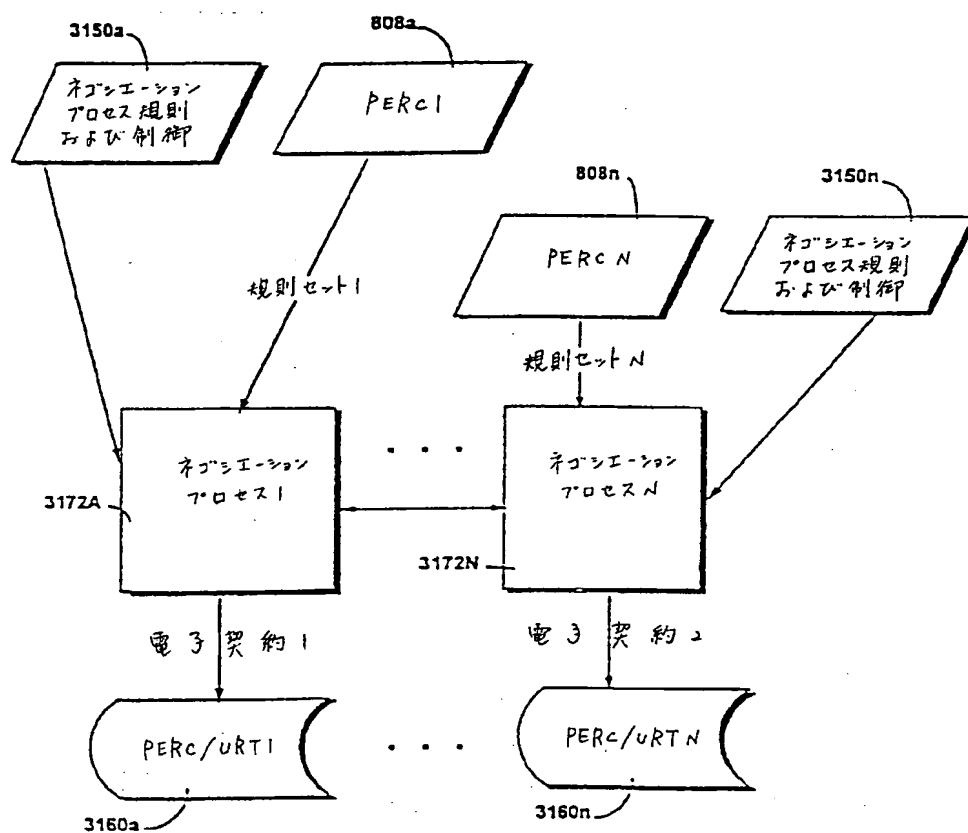 3150a
808a
ネゴシエーション
プロセス規則
および制御
PERC1
808n
3150n
PERC N
ネゴシエーション
プロセス規則
および制御
規則セット1
規則セットN
ネゴシエーション
プロセス1
・・・
ネゴシエーション
プロセスN
3172A
3172N
電子契約1
電子契約2
PERC/URT1
・・・
PERC/URT N
3160a
3160n